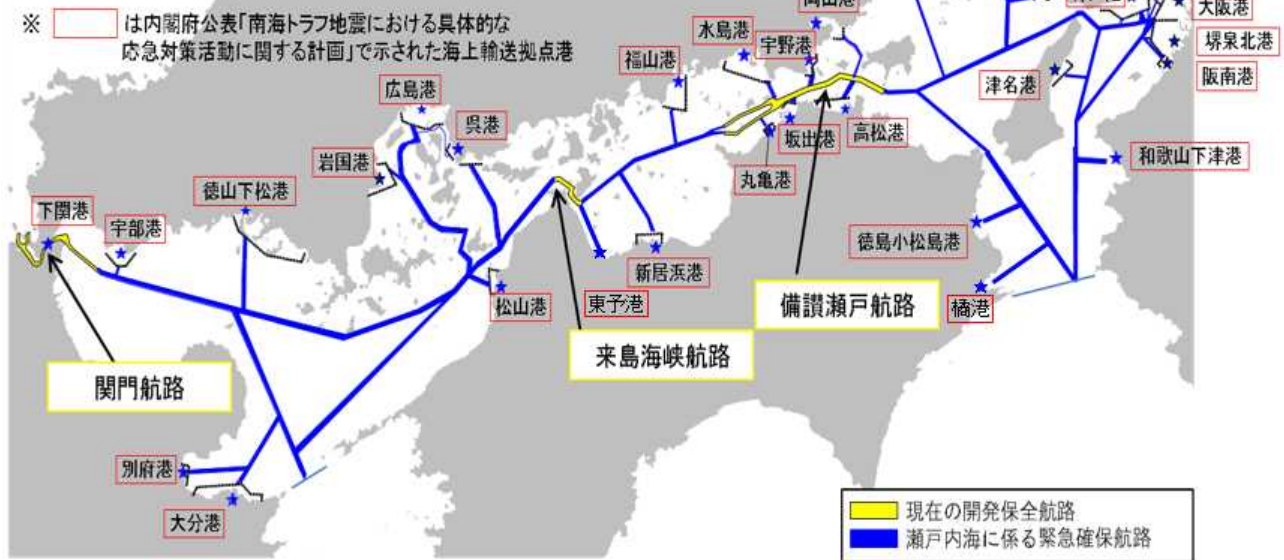 ※ は内閣府公表「南海トラフ地震における具体的な
応急対策活動に関する計画」で示された海上輸送拠点港
大阪港
堺泉北港
阪南港
水島港
宇野港
福山港
津名港
広島港
呉港
坂出港
高松港
丸亀港
和歌山下津港
岩国港
徳山下松港
下関港
宇部港
徳島小松島港
新居浜港
松山港
東予港
橘港
備讃瀬戸航路
来島海峡航路
関門航路
別府港
大分港
現在の開発保全航路
瀬戸内海に係る緊急確保航路